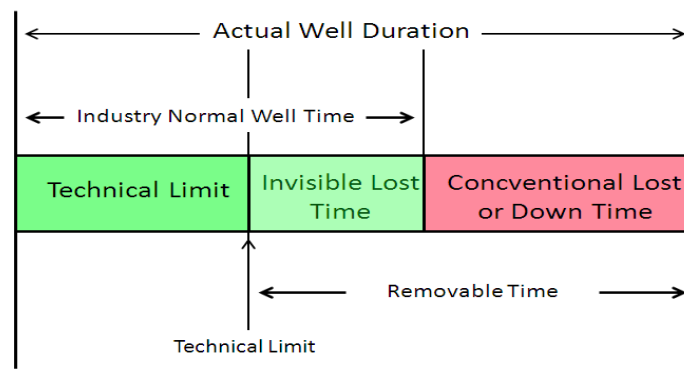 Actual Well Duration
Industry Normal Well Time
Technical Limit
Invisible Lost
Time
Concventional Lost
or Down Time
Removable Time
Technical Limit